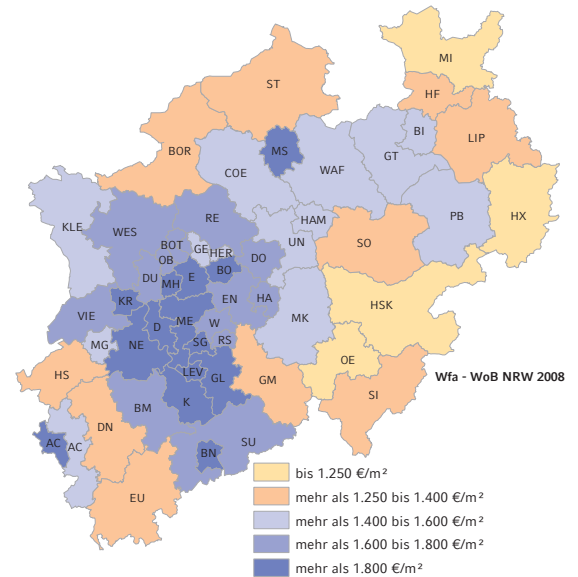 MI
ST
HF
LIP
BI
BOR
MS
COE
WAF
GT
KLE
RE
HAM
PB
HX
WES
UN
SO
BOT
GE
HER
OB
DO
BO
DU
MH
E
KR
EN
HA
HSK
VIE
ME
W
MK
D
NE
SG
RS
MG
OE
LEV
HS
GL
GM
SI
Wfa - WoB NRW 2008
BM
K
DN
AC
AC
SU
BN
EU
bis 1.250 €/m²
mehr als 1.250 bis 1.400 €/m²
mehr als 1.400 bis 1.600 €/m²
mehr als 1.600 bis 1.800 €/m²
mehr als 1.800 €/m²